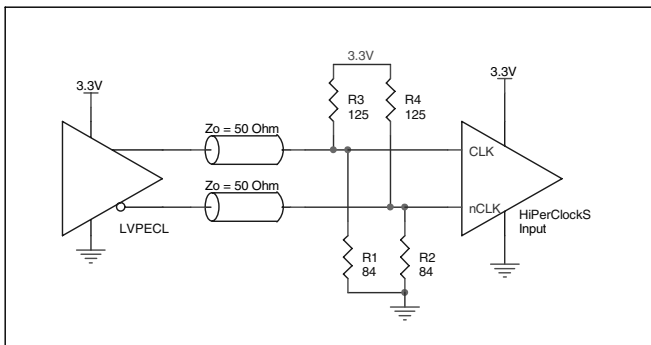 3.3V
3.3V
3.3V
R3
125
R4
125
Zo = 50 Ohm
CLK
Zo = 50 Ohm
nCLK
HiPerClockS
Input
LVPECL
R1
84
R2
84